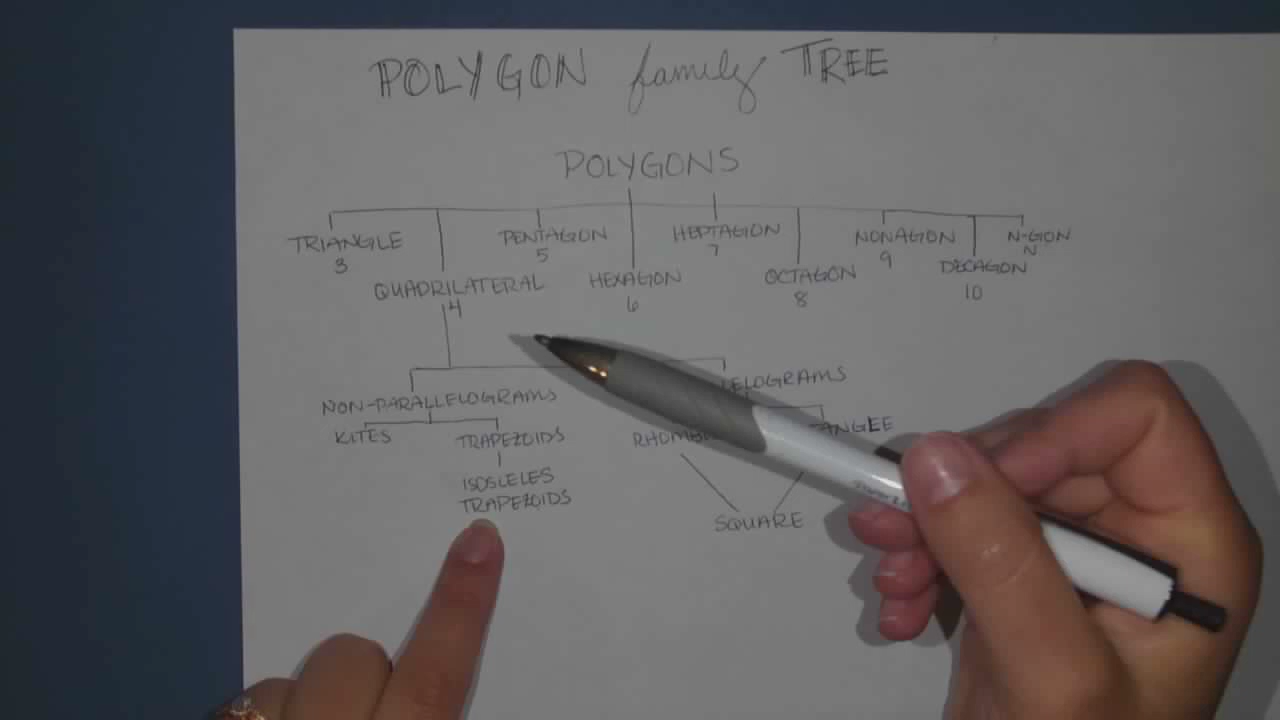 POLYGON family TREE
POLYGONS
TRIANGLE
3
QUADRILATERAL
4
PENTAGON
5
HEXAGON
6
HEPTAGON
7
OCTAGON
8
NONAGON
9
DECAGON
10
N-GON
N
NON-PARALLELOGRAMS
KITES
TRAPEZOIDS
ISOSLELES
TRAPEZOIDS
SQUARE